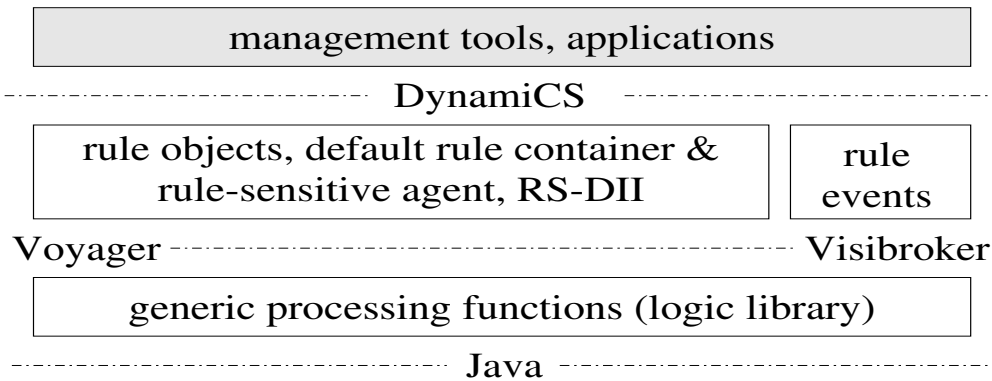 management tools, applications
DynamiCS
rule objects, default rule container &
rule-sensitive agent, RS-DII
rule
events
Voyager
Visibroker
generic processing functions (logic library)
Java